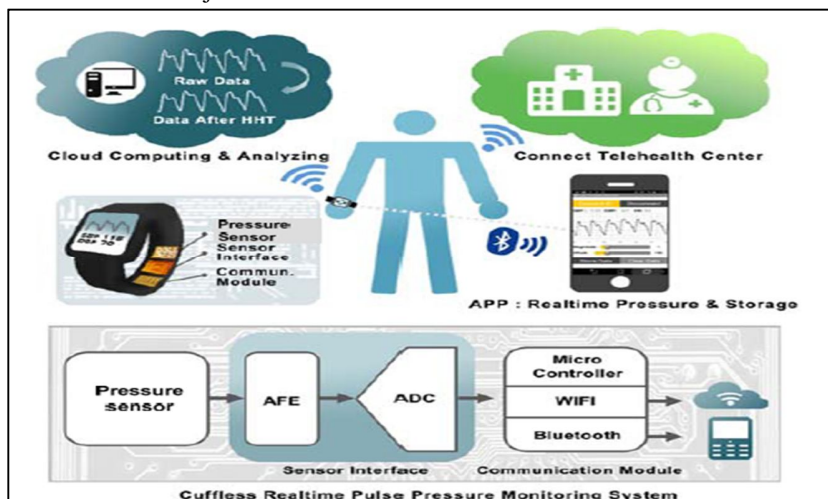 Raw Data
Data After HHT
Cloud Computing & Analyzing
Connect Telehealth Center
Pressure
Sensor
Sensor
Interface
Commun.
Module
APP : Realtime Pressure & Storage
Pressure
sensor
AFE
ADC
Micro
Controller
WIFI
Bluetooth
Sensor Interface
Communication Module
Cuffless Realtime Pulse Pressure Monitoring System